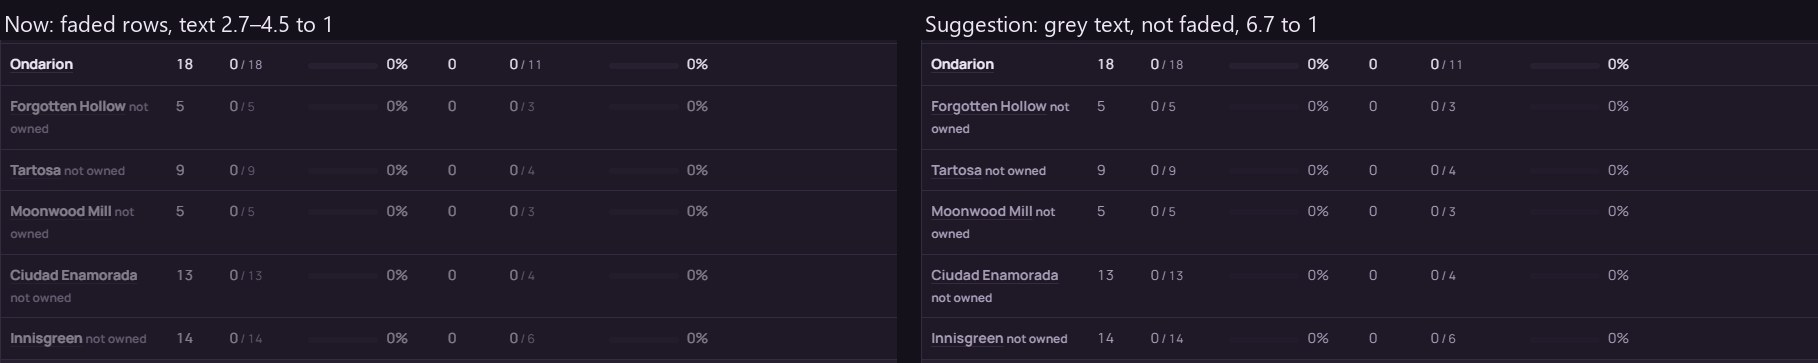 Now: faded rows, text 2.7–4.5 to 1
Ondarion 18 0 / 18 0% 0 0 / 11 0%
Forgotten Hollow not
owned 5 0 / 5 0% 0 0 / 3 0%
Tartosa not owned 9 0 / 9 0% 0 0 / 4 0%
Moonwood Mill not
owned 5 0 / 5 0% 0 0 / 3 0%
Ciudad Enamorada
not owned 13 0 / 13 0% 0 0 / 4 0%
Innisgreen not owned 14 0 / 14 0% 0 0 / 6 0%
Suggestion: grey text, not faded, 6.7 to 1
Ondarion 18 0 / 18 0% 0 0 / 11 0%
Forgotten Hollow not
owned 5 0 / 5 0% 0 0 / 3 0%
Tartosa not owned 9 0 / 9 0% 0 0 / 4 0%
Moonwood Mill not
owned 5 0 / 5 0% 0 0 / 3 0%
Ciudad Enamorada
not owned 13 0 / 13 0% 0 0 / 4 0%
Innisgreen not owned 14 0 / 14 0% 0 0 / 6 0%